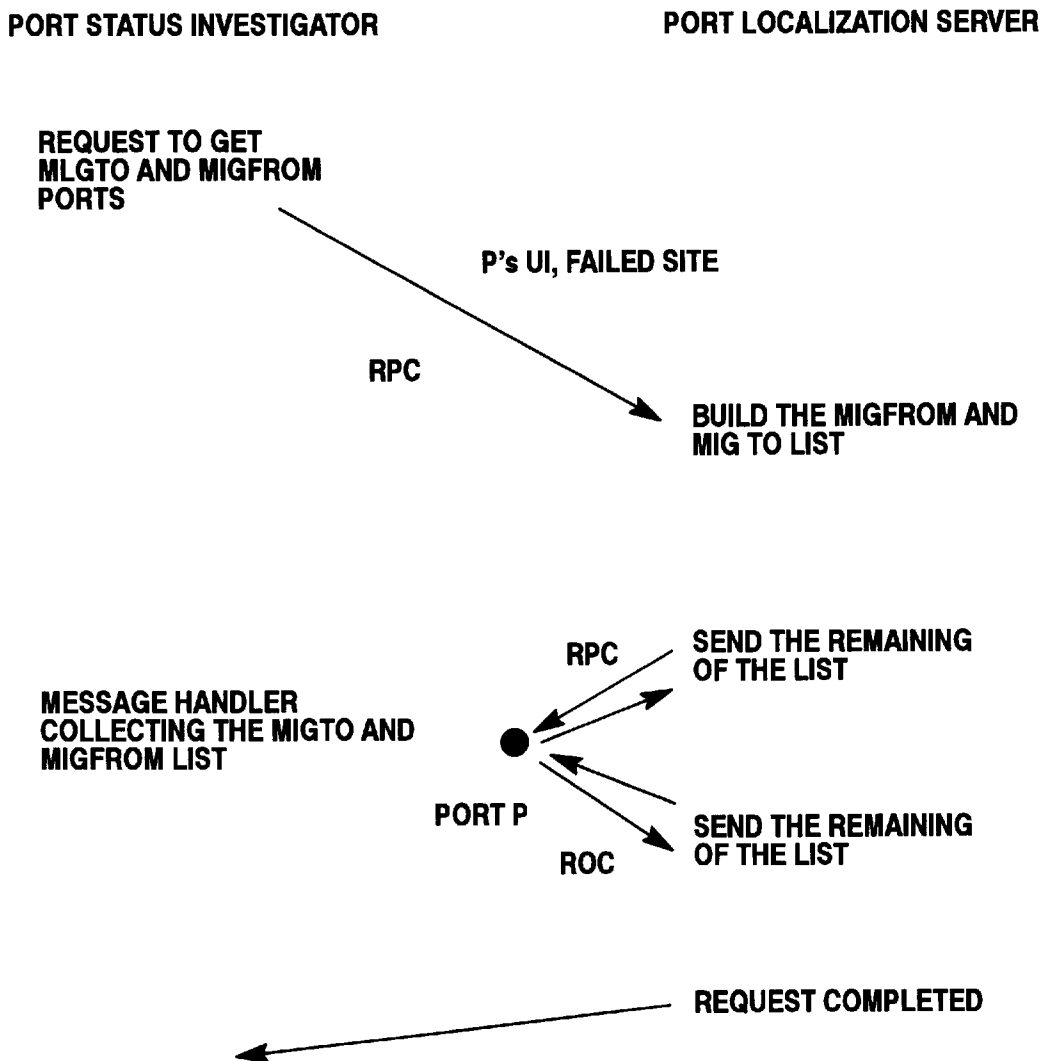 PORT STATUS INVESTIGATOR
PORT LOCALIZATION SERVER
REQUEST TO GET
MLGTO AND MIGFROM
PORTS
P's UI, FAILED SITE
RPC
BUILD THE MIGFROM AND
MIG TO LIST
RPC
SEND THE REMAINING
OF THE LIST
MESSAGE HANDLER
COLLECTING THE MIGTO AND
MIGFROM LIST
PORT P
ROC
SEND THE REMAINING
OF THE LIST
REQUEST COMPLETED